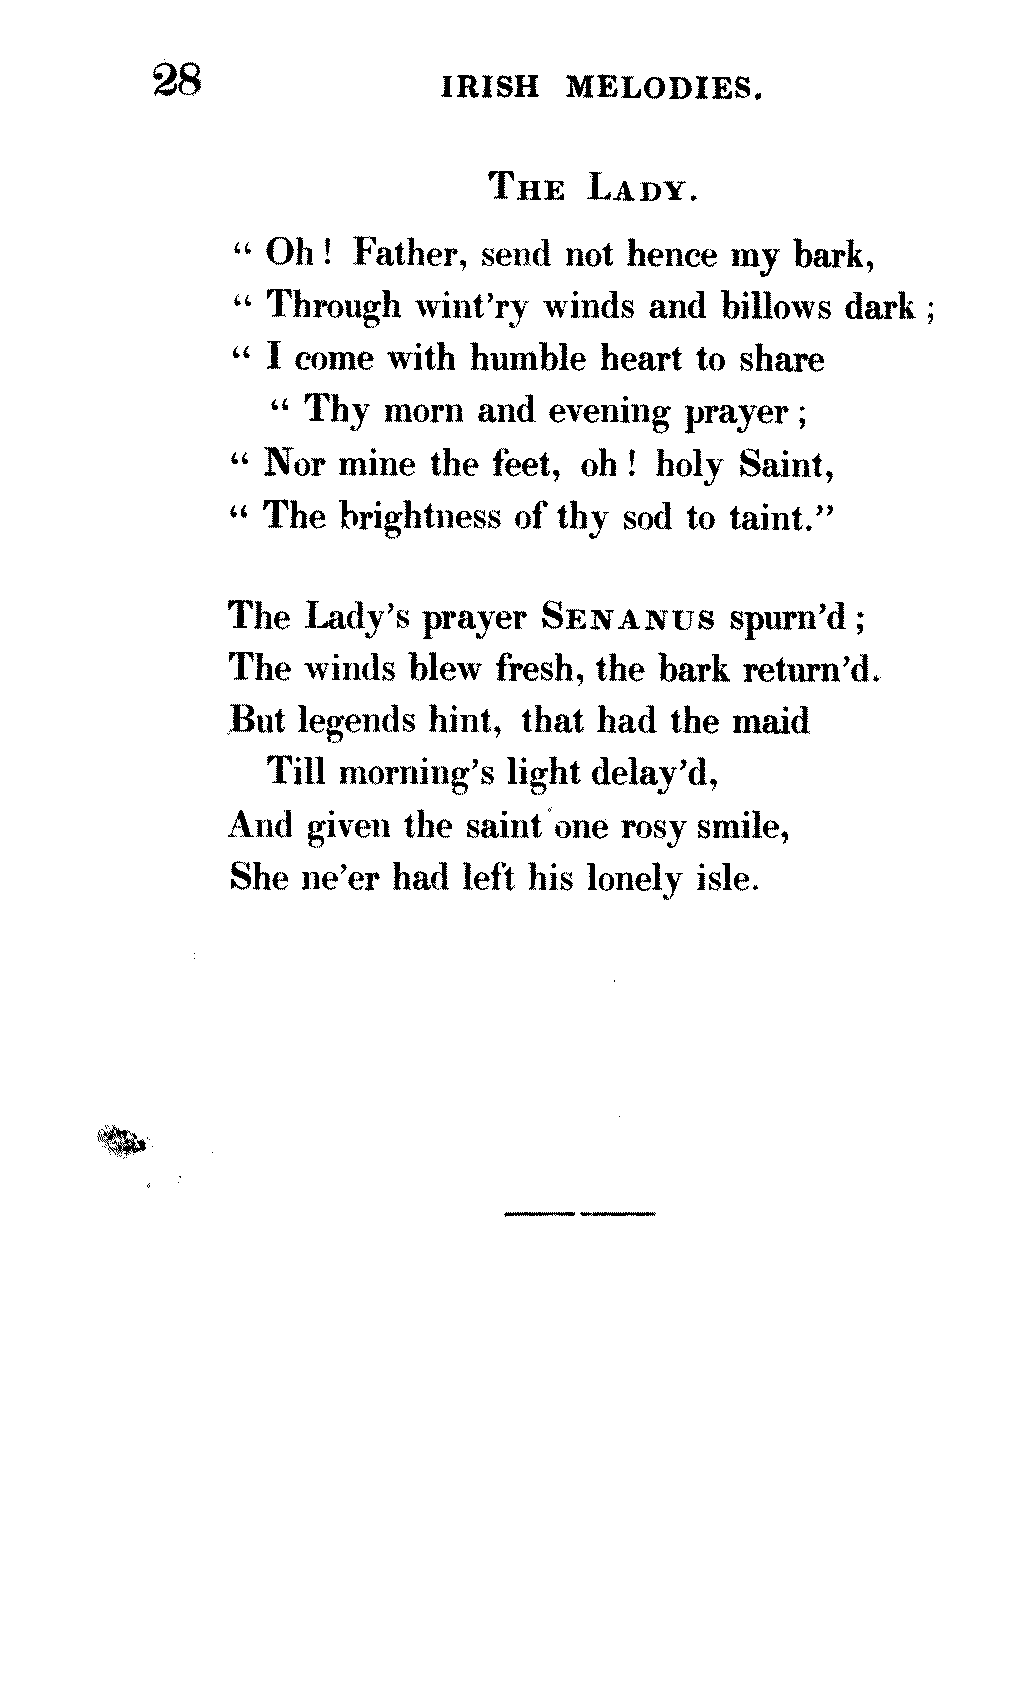 28 IRISH MELODIES.
THE LADY.
“ Oh ! Father, send not hence my bark,
“ Through wint’ry winds and billows dark ;
“ I come with humble heart to share
“ Thy morn and evening prayer ;
“ Nor mine the feet, oh ! holy Saint,
“ The brightness of thy sod to taint.”
The Lady’s prayer SENANUS spurn’d ;
The winds blew fresh, the bark return’d.
But legends hint, that had the maid
Till morning’s light delay’d,
And given the saint one rosy smile,
She ne’er had left his lonely isle.